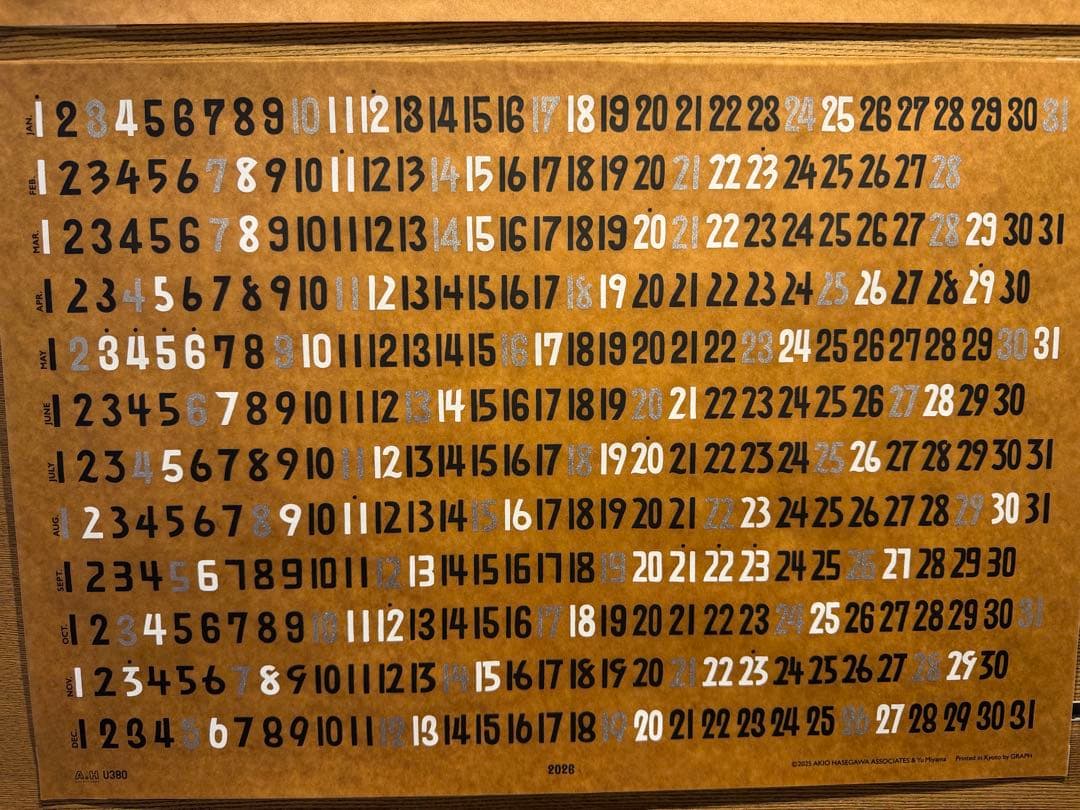 JAN. 1 2 3 4 5 6 7 8 9 10 11 12 13 14 15 16 17 18 19 20 21 22 23 24 25 26 27 28 29 30 31
FEB. 1 2 3 4 5 6 7 8 9 10 11 12 13 14 15 16 17 18 19 20 21 22 23 24 25 26 27 28
MAR. 1 2 3 4 5 6 7 8 9 10 11 12 13 14 15 16 17 18 19 20 21 22 23 24 25 26 27 28 29 30 31
APR. 1 2 3 4 5 6 7 8 9 10 11 12 13 14 15 16 17 18 19 20 21 22 23 24 25 26 27 28 29 30
MAY 1 2 3 4 5 6 7 8 9 10 11 12 13 14 15 16 17 18 19 20 21 22 23 24 25 26 27 28 29 30 31
JUNE 1 2 3 4 5 6 7 8 9 10 11 12 13 14 15 16 17 18 19 20 21 22 23 24 25 26 27 28 29 30
JULY 1 2 3 4 5 6 7 8 9 10 11 12 13 14 15 16 17 18 19 20 21 22 23 24 25 26 27 28 29 30 31
AUG. 1 2 3 4 5 6 7 8 9 10 11 12 13 14 15 16 17 18 19 20 21 22 23 24 25 26 27 28 29 30 31
SEPT. 1 2 3 4 5 6 7 8 9 10 11 12 13 14 15 16 17 18 19 20 21 22 23 24 25 26 27 28 29 30
OCT. 1 2 3 4 5 6 7 8 9 10 11 12 13 14 15 16 17 18 19 20 21 22 23 24 25 26 27 28 29 30 31
NOV. 1 2 3 4 5 6 7 8 9 10 11 12 13 14 15 16 17 18 19 20 21 22 23 24 25 26 27 28 29 30
DEC. 1 2 3 4 5 6 7 8 9 10 11 12 13 14 15 16 17 18 19 20 21 22 23 24 25 26 27 28 29 30 31
A.H U380 2026 ©2025 AKIO HASEGAWA ASSOCIATES & Yu Miyama Printed in Kyoto by GRAPH